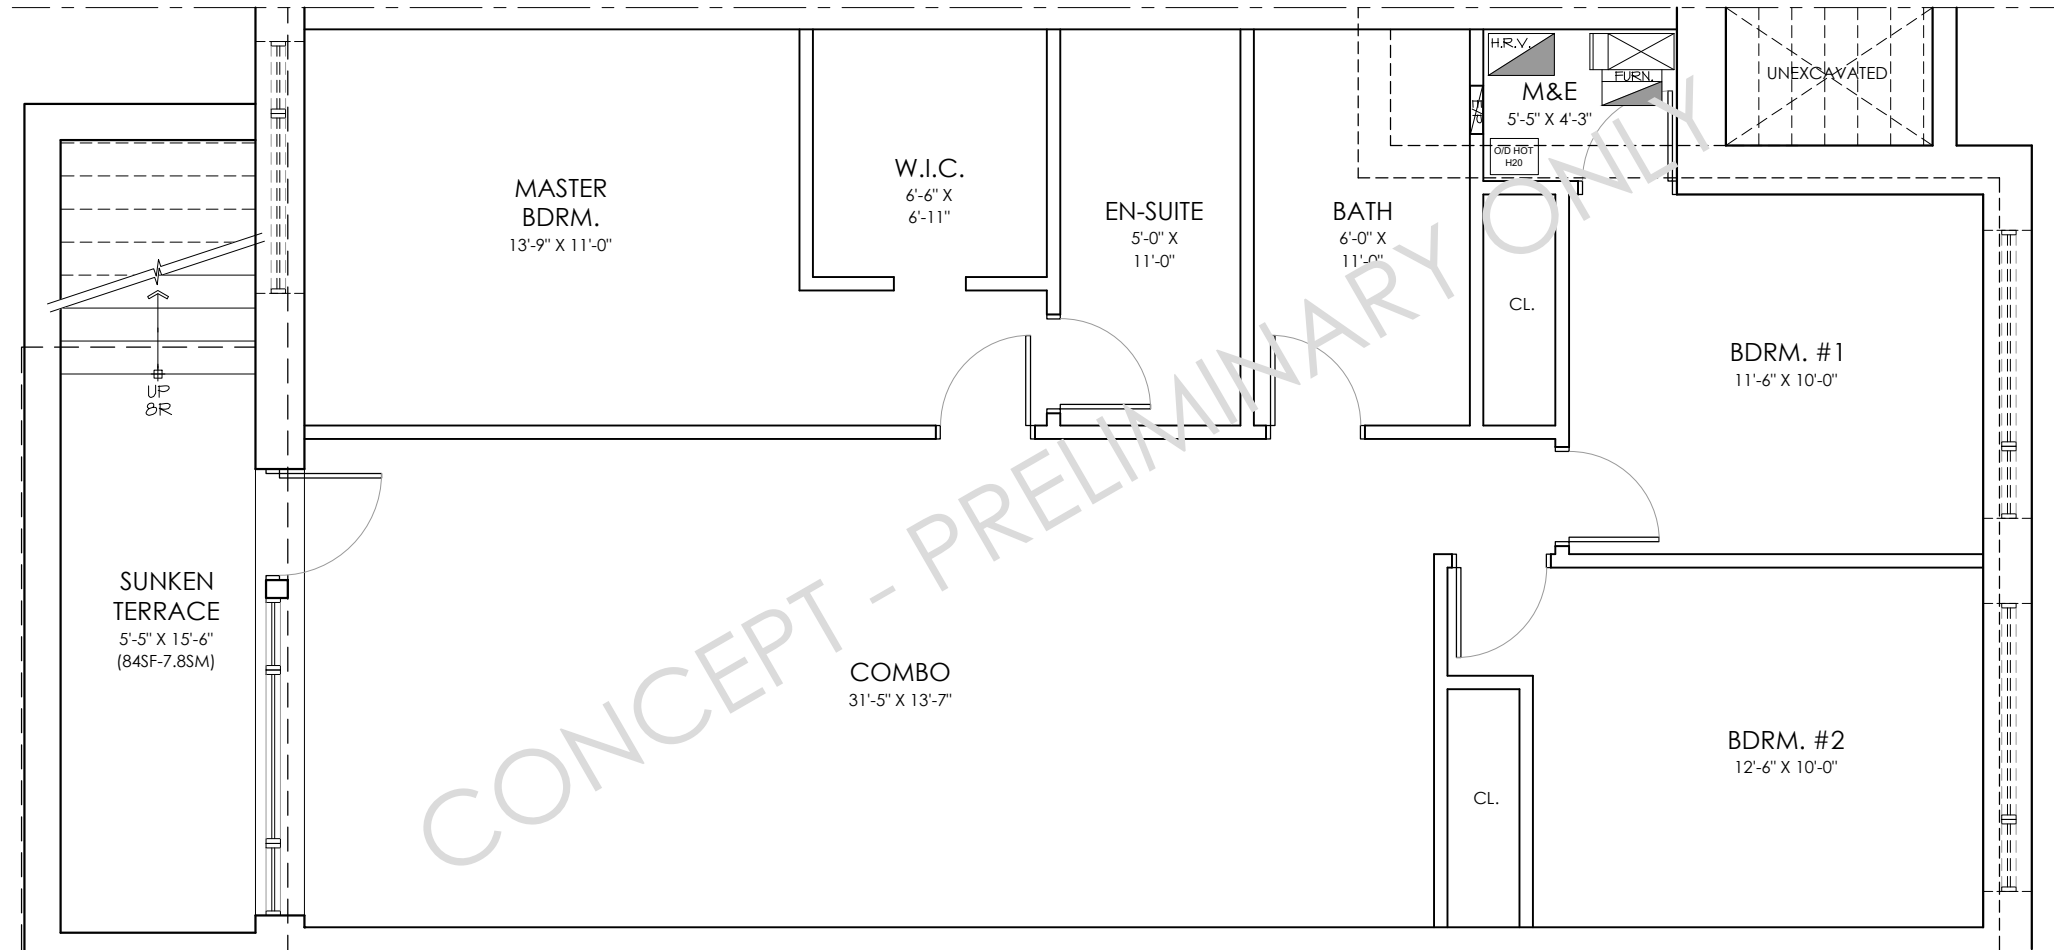 H.R.V.
FURN.
M&E
5'-5" X 4'-3"
E/P
O/D HOT
H20
UNEXCAVATED
MASTER
BDRM.
13'-9" X 11'-0"
W.I.C.
6'-6" X
6'-11"
EN-SUITE
5'-0" X
11'-0"
BATH
6'-0" X
11'-0"
CL.
BDRM. #1
11'-6" X 10'-0"
UP
8R
SUNKEN
TERRACE
5'-5" X 15'-6"
(84SF-7.8SM)
COMBO
31'-5" X 13'-7"
CL.
BDRM. #2
12'-6" X 10'-0"
CONCEPT - PRELIMINARY ONLY